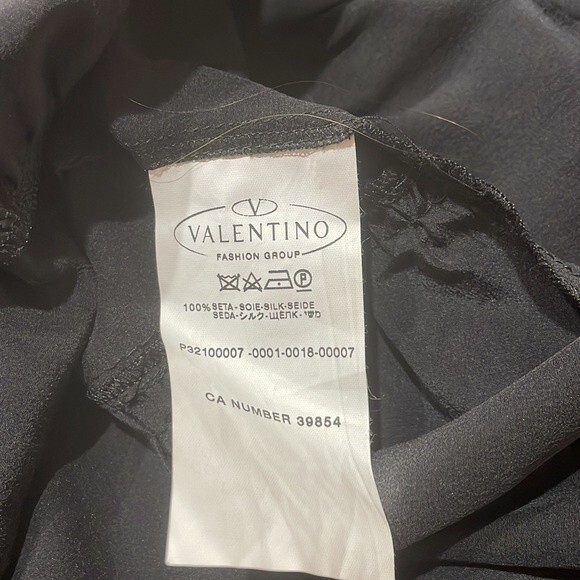 V
VALENTINO
FASHION GROUP
P
100% SETA-SOIE-SILK-SEIDE
SEDA-シルク-ЩЁПК-משי
P32100007 -0001-0018-00007
CA NUMBER 39854